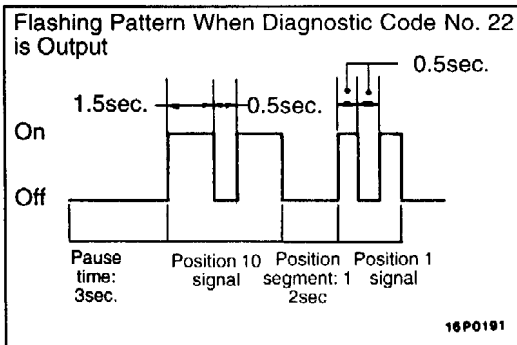 Flashing Pattern When Diagnostic Code No. 22
is Output
0.5sec.
1.5sec.
0.5sec.
On
Off
Pause
time:
3sec.
Position 10
signal
Position
segment: 1
2sec
Position 1
signal
16P0191